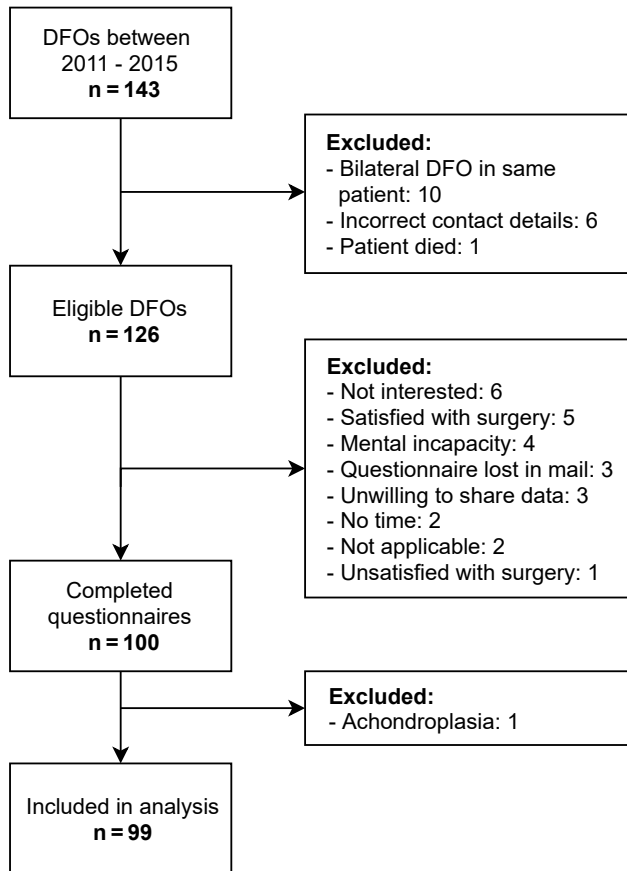 DFOs between
2011 - 2015
n = 143
Excluded:
- Bilateral DFO in same
patient: 10
- Incorrect contact details: 6
- Patient died: 1
Eligible DFOs
n = 126
Excluded:
- Not interested: 6
- Satisfied with surgery: 5
- Mental incapacity: 4
- Questionnaire lost in mail: 3
- Unwilling to share data: 3
- No time: 2
- Not applicable: 2
- Unsatisfied with surgery: 1
Completed
questionnaires
n = 100
Excluded:
- Achondroplasia: 1
Included in analysis
n = 99